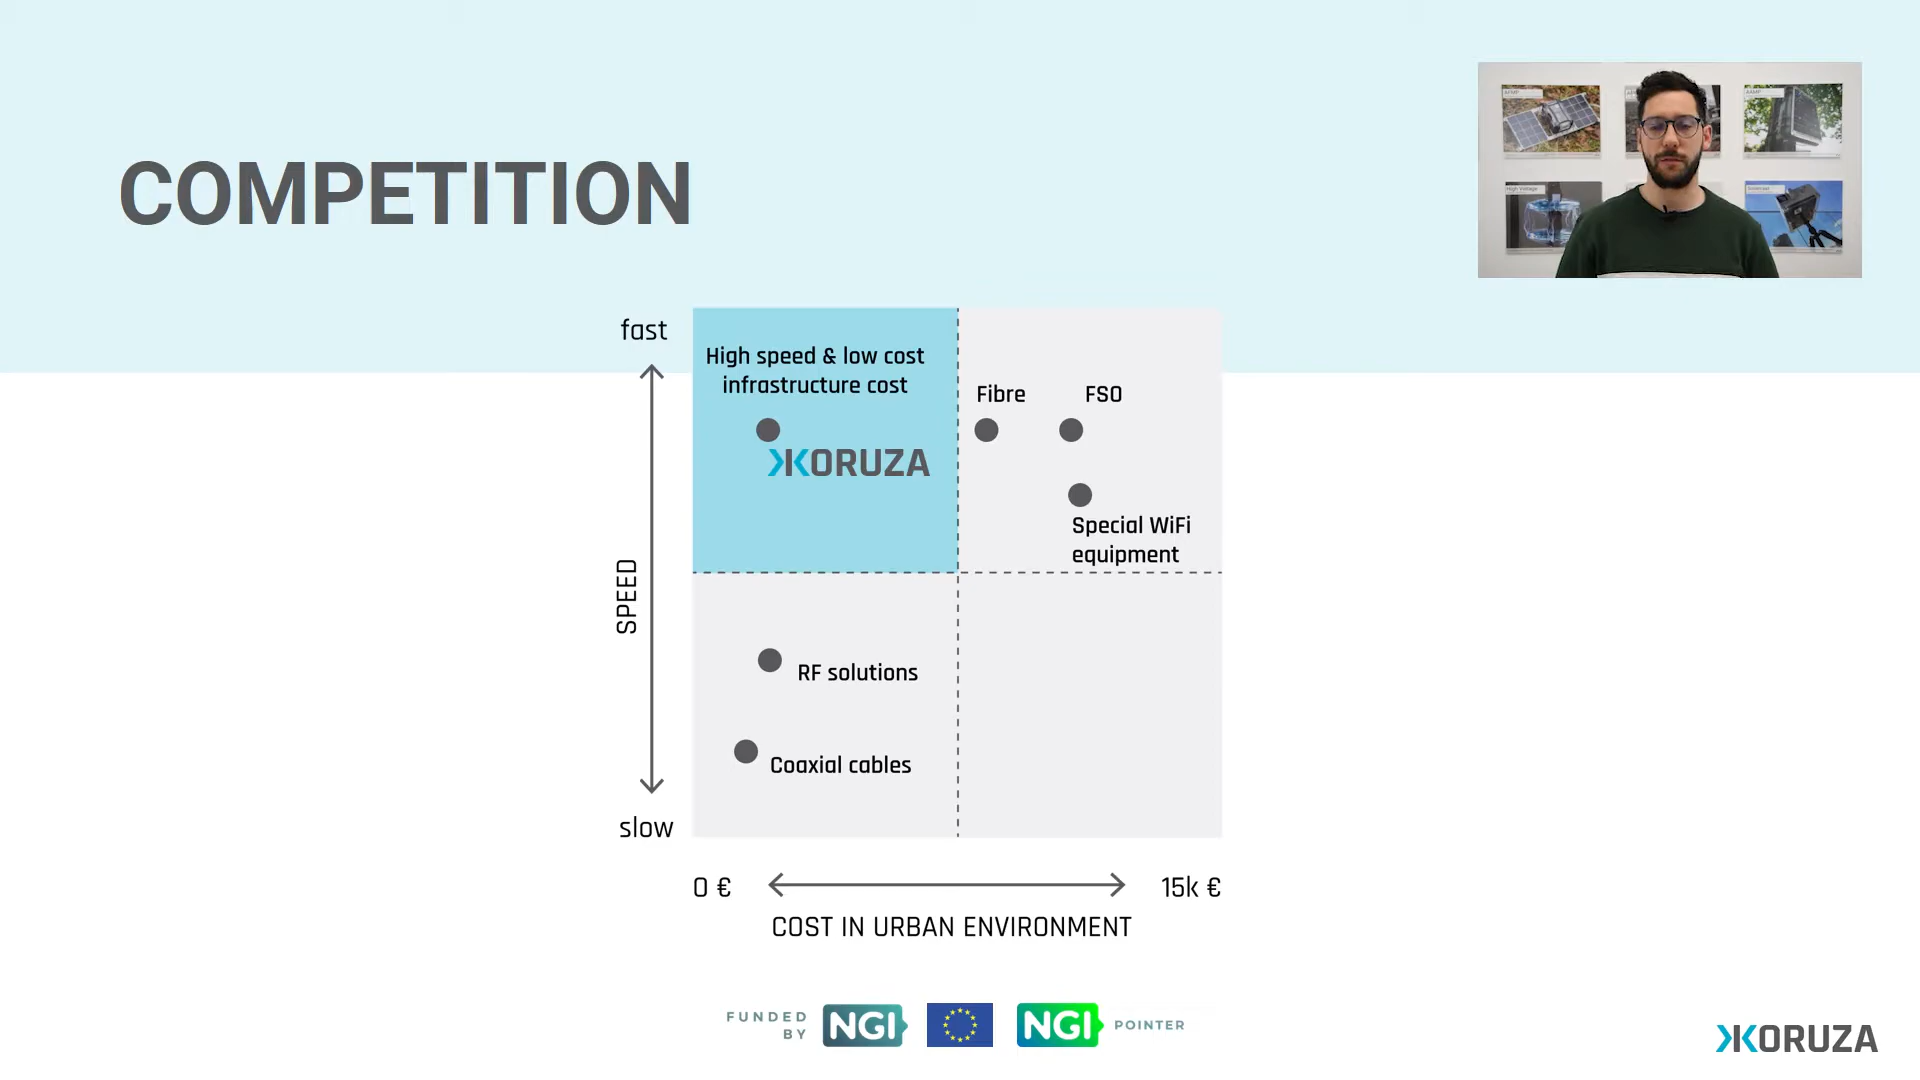 COMPETITION
fast
High speed & low cost
infrastructure cost
KORUZA
Fibre
FSO
Special WiFi
equipment
SPEED
RF solutions
Coaxial cables
slow
0 €
15k €
COST IN URBAN ENVIRONMENT
FUNDED
BY
NGI
NGI
POINTER
KORUZA